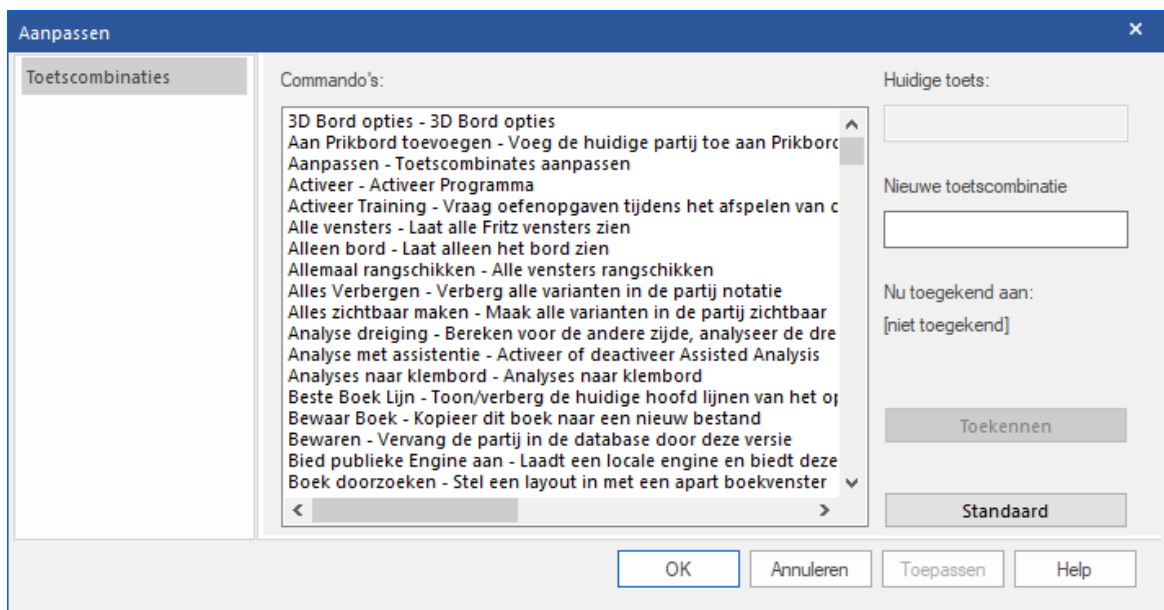 Aanpassen
Toetscombinaties
Commando's:
3D Bord opties - 3D Bord opties
Aan Prikbord toevoegen - Voeg de huidige partij toe aan Prikbord
Aanpassen - Toetscombinates aanpassen
Activeer - Activeer Programma
Activeer Training - Vraag oefenopgaven tijdens het afspelen van
Alle vensters - Laat alle Fritz vensters zien
Alleen bord - Laat alleen het bord zien
Allemaal rangschikken - Alle vensters rangschikken
Alles Verbergen - Verberg alle varianten in de partij notatie
Alles zichtbaar maken - Maak alle varianten in de partij zichtbaar
Analyse dreiging - Bereken voor de andere zijde, analyseer de dre
Analyse met assistentie - Activeer of deactiveer Assisted Analysis
Analyses naar klembord - Analyses naar klembord
Beste Boek Lijn - Toon/verberg de huidige hoofd lijnen van het
Bewaar Boek - Kopieer dit boek naar een nieuw bestand
Bewaren - Vervang de partij in de database door deze versie
Bied publieke Engine aan - Laadt een locale engine en biedt deze
Boek doorzoeken - Stel een layout in met een apart boekvenster
Huidige toets:
Nieuwe toetscombinatie
Nu toegekend aan:
[niet toegekend]
Toekennen
Standaard
OK
Annuleren
Toepassen
Help